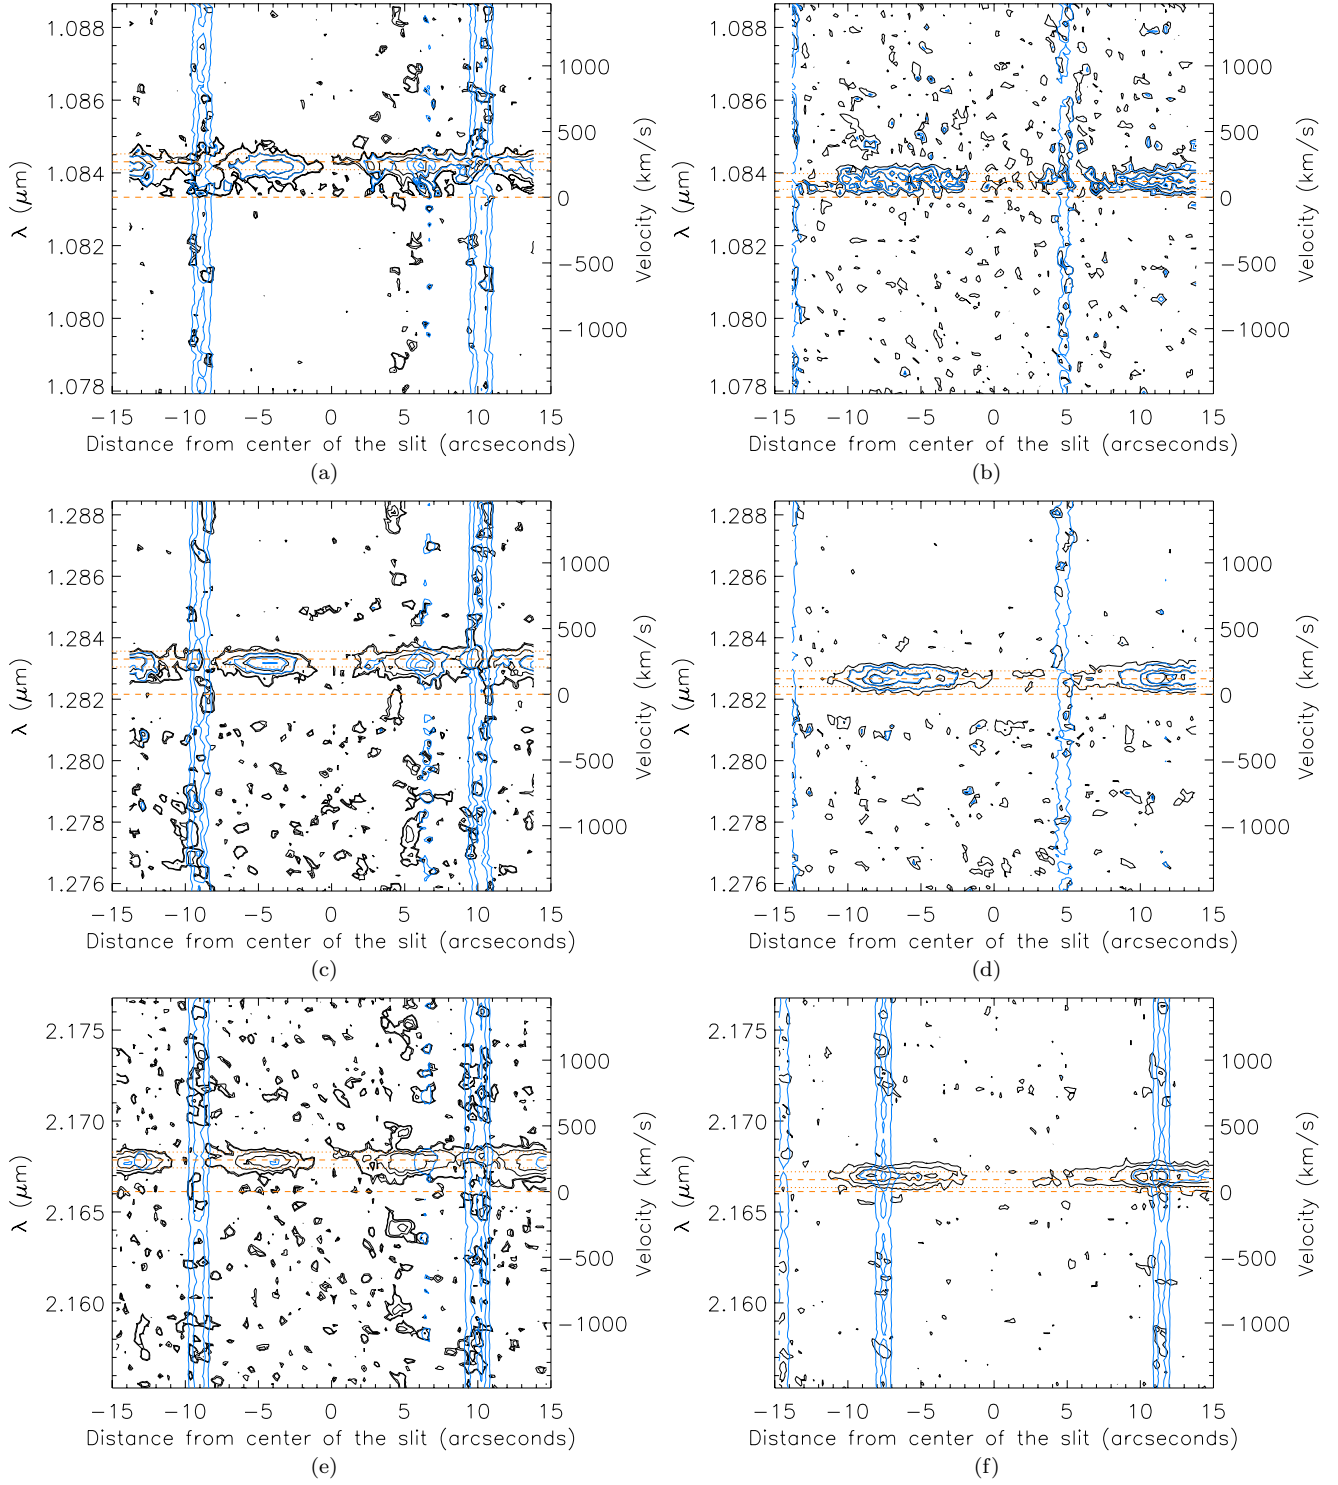 1.088
1.086
1.084
1.082
1.080
1.078
λ (μm)
1000
500
0
−500
−1000
Velocity (km/s)
−15 −10 −5 0 5 10 15
Distance from center of the slit (arcseconds)
(a)
1.088
1.086
1.084
1.082
1.080
1.078
λ (μm)
1000
500
0
−500
−1000
Velocity (km/s)
−15 −10 −5 0 5 10 15
Distance from center of the slit (arcseconds)
(b)
1.288
1.286
1.284
1.282
1.280
1.278
1.276
λ (μm)
1000
500
0
−500
−1000
Velocity (km/s)
−15 −10 −5 0 5 10 15
Distance from center of the slit (arcseconds)
(c)
1.288
1.286
1.284
1.282
1.280
1.278
1.276
λ (μm)
1000
500
0
−500
−1000
Velocity (km/s)
−15 −10 −5 0 5 10 15
Distance from center of the slit (arcseconds)
(d)
2.175
2.170
2.165
2.160
λ (μm)
1000
500
0
−500
−1000
Velocity (km/s)
−15 −10 −5 0 5 10 15
Distance from center of the slit (arcseconds)
(e)
2.175
2.170
2.165
2.160
λ (μm)
1000
500
0
−500
−1000
Velocity (km/s)
−15 −10 −5 0 5 10 15
Distance from center of the slit (arcseconds)
(f)